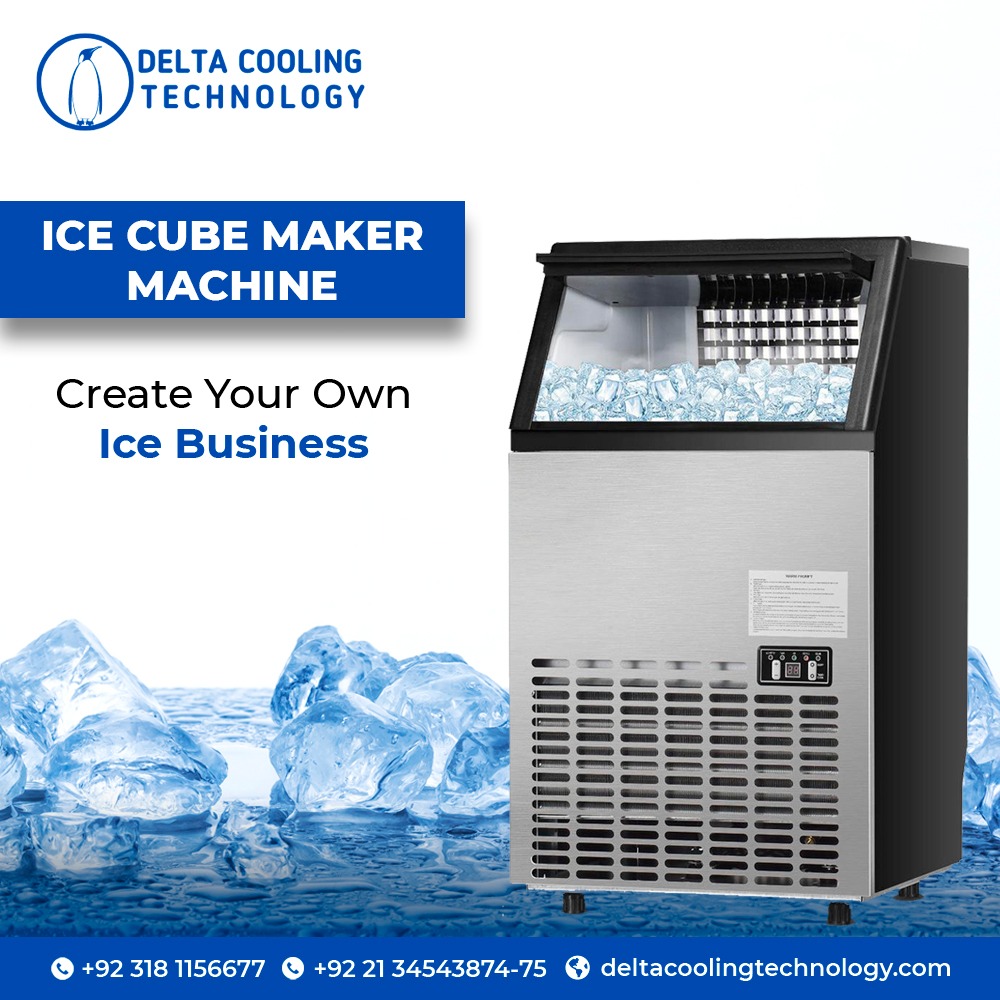 DELTA COOLING
TECHNOLOGY
ICE CUBE MAKER
MACHINE
Create Your Own
Ice Business
+92 318 1156677 +92 21 34543874-75 deltacoolingtechnology.com